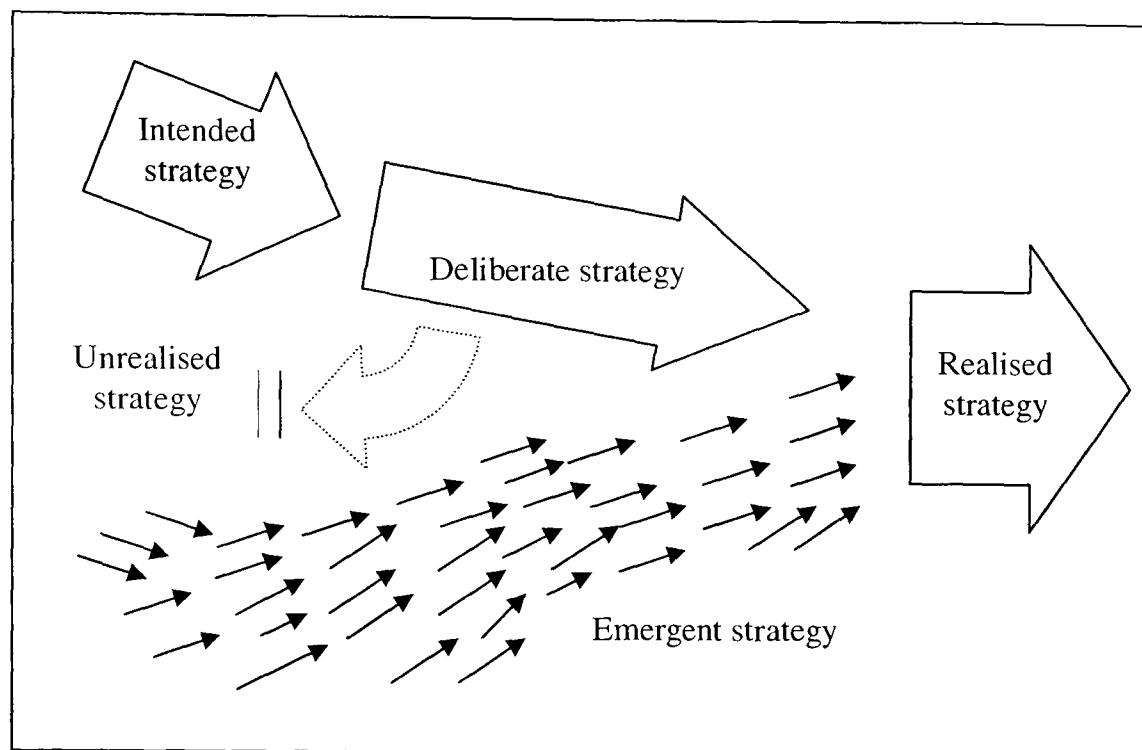 Intended
strategy
Deliberate strategy
Unrealised
strategy
Realised
strategy
Emergent strategy